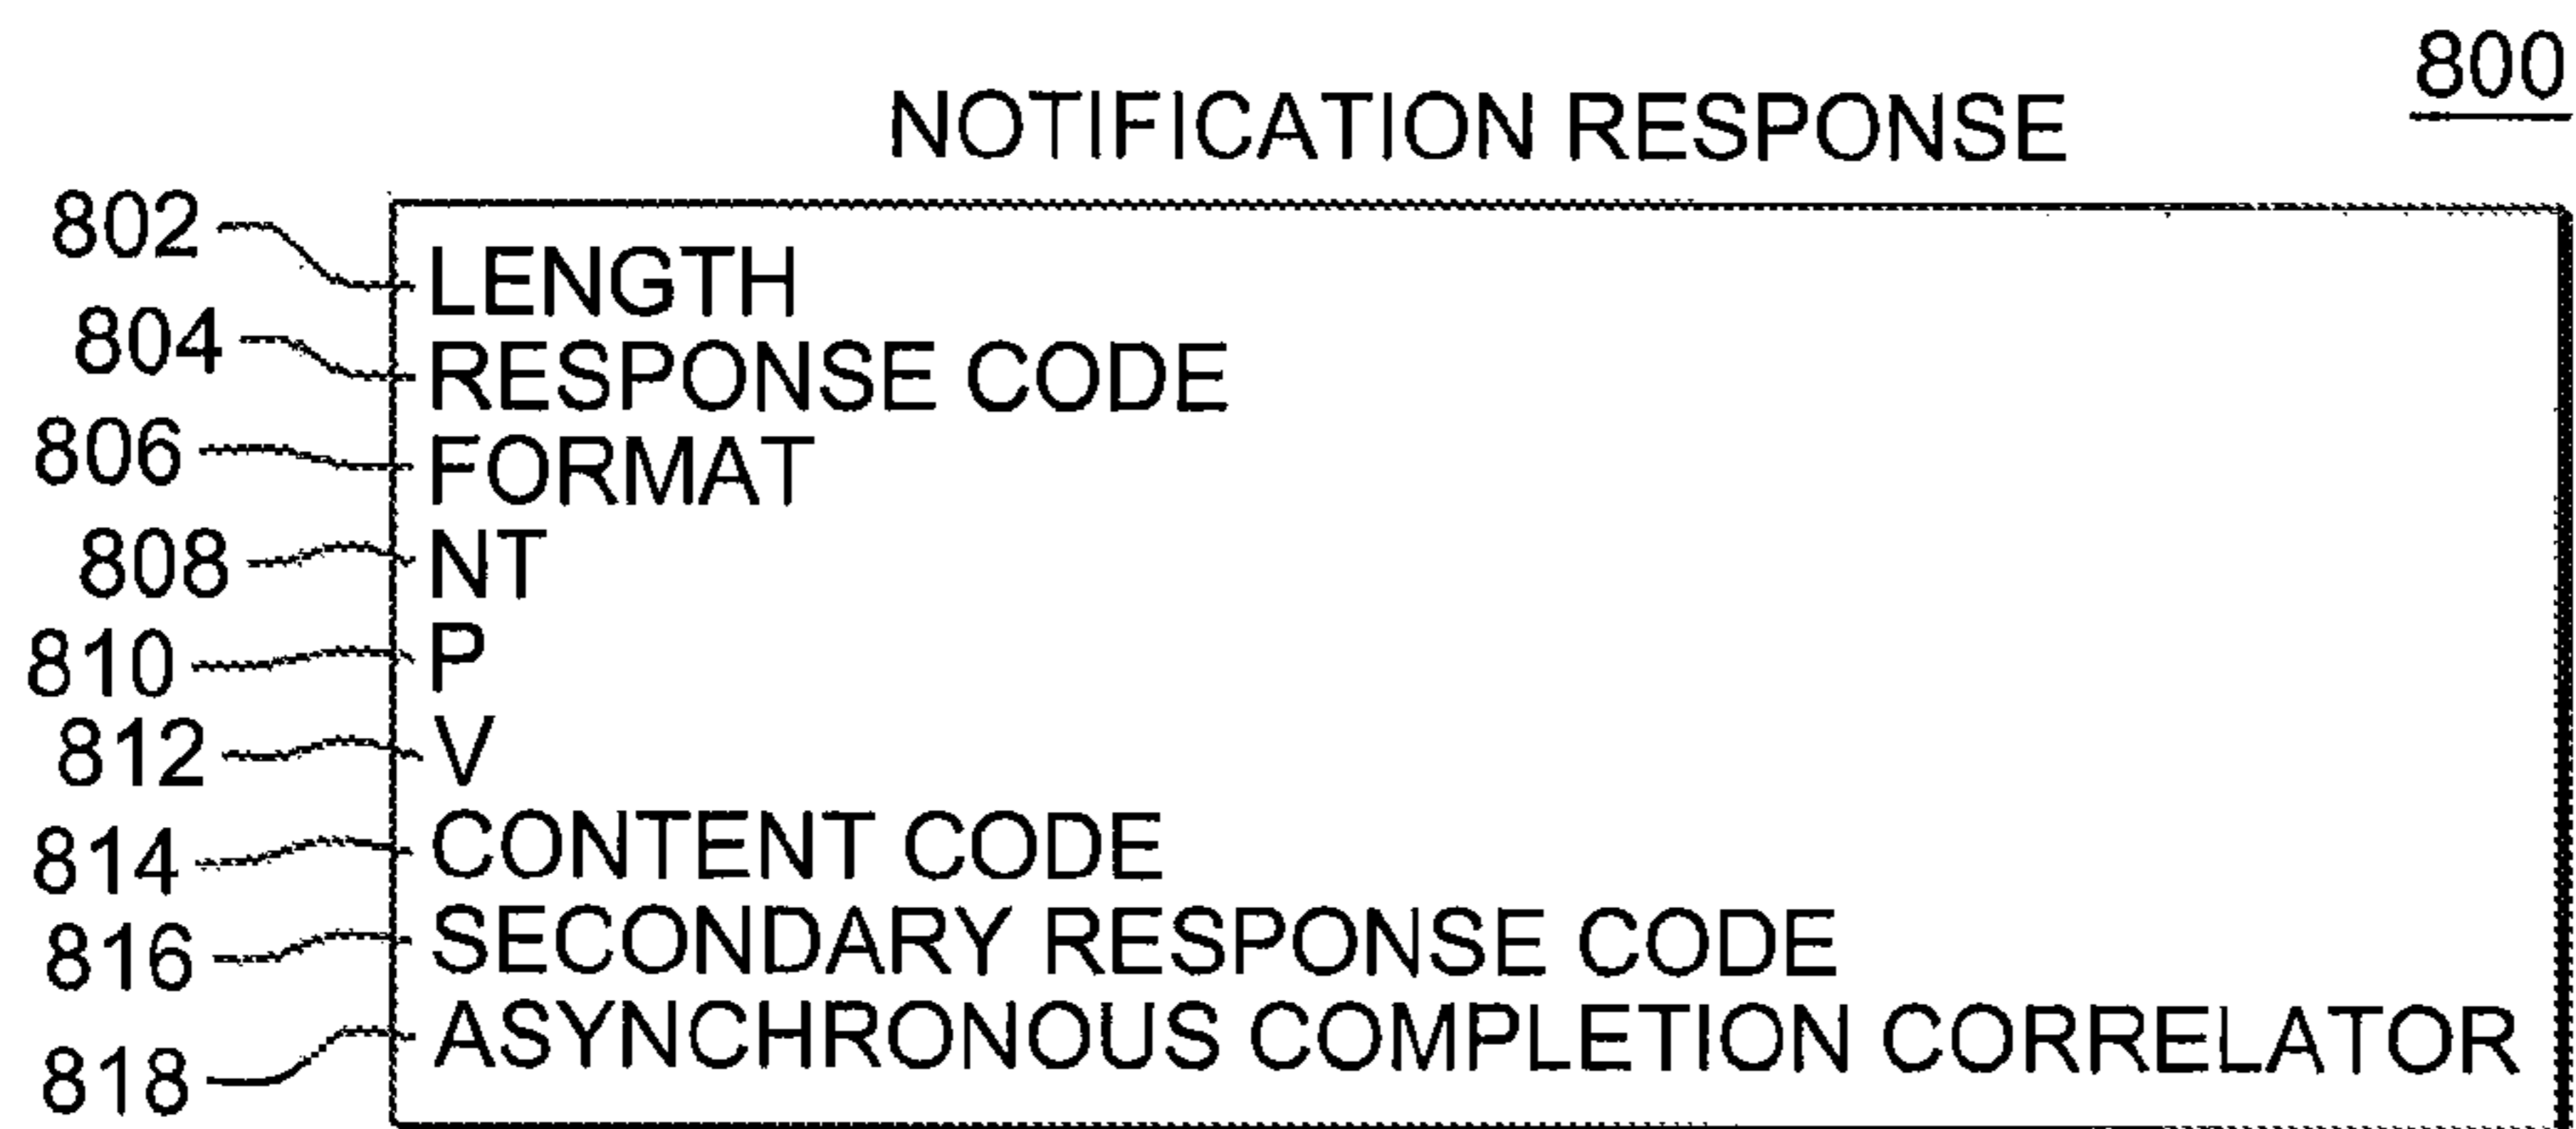 800
NOTIFICATION RESPONSE
802 LENGTH
804 RESPONSE CODE
806 FORMAT
808 NT
810 P
812 V
814 CONTENT CODE
816 SECONDARY RESPONSE CODE
818 ASYNCHRONOUS COMPLETION CORRELATOR